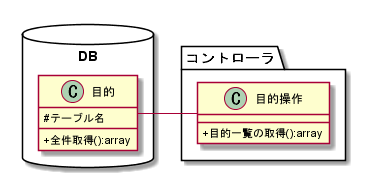 DB
C 目的
#テーブル名
+全件取得():array
コントローラ
C 目的操作
+目的一覧の取得():array